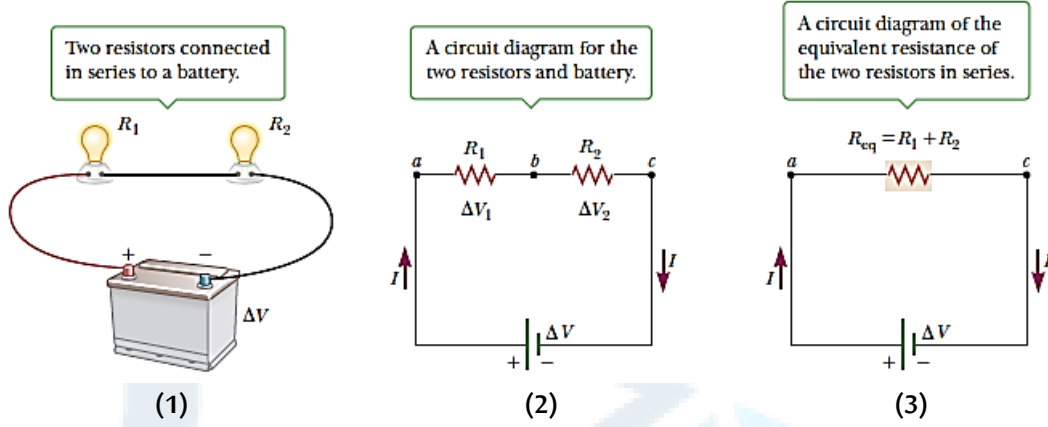 Two resistors connected
in series to a battery.
R₁
R₂
+
−
ΔV
(1)
A circuit diagram for the
two resistors and battery.
a
R₁
b
R₂
c
ΔV₁
ΔV₂
I
I
ΔV
+
−
(2)
A circuit diagram of the
equivalent resistance of
the two resistors in series.
R_eq = R₁ + R₂
a
c
I
I
ΔV
+
−
(3)